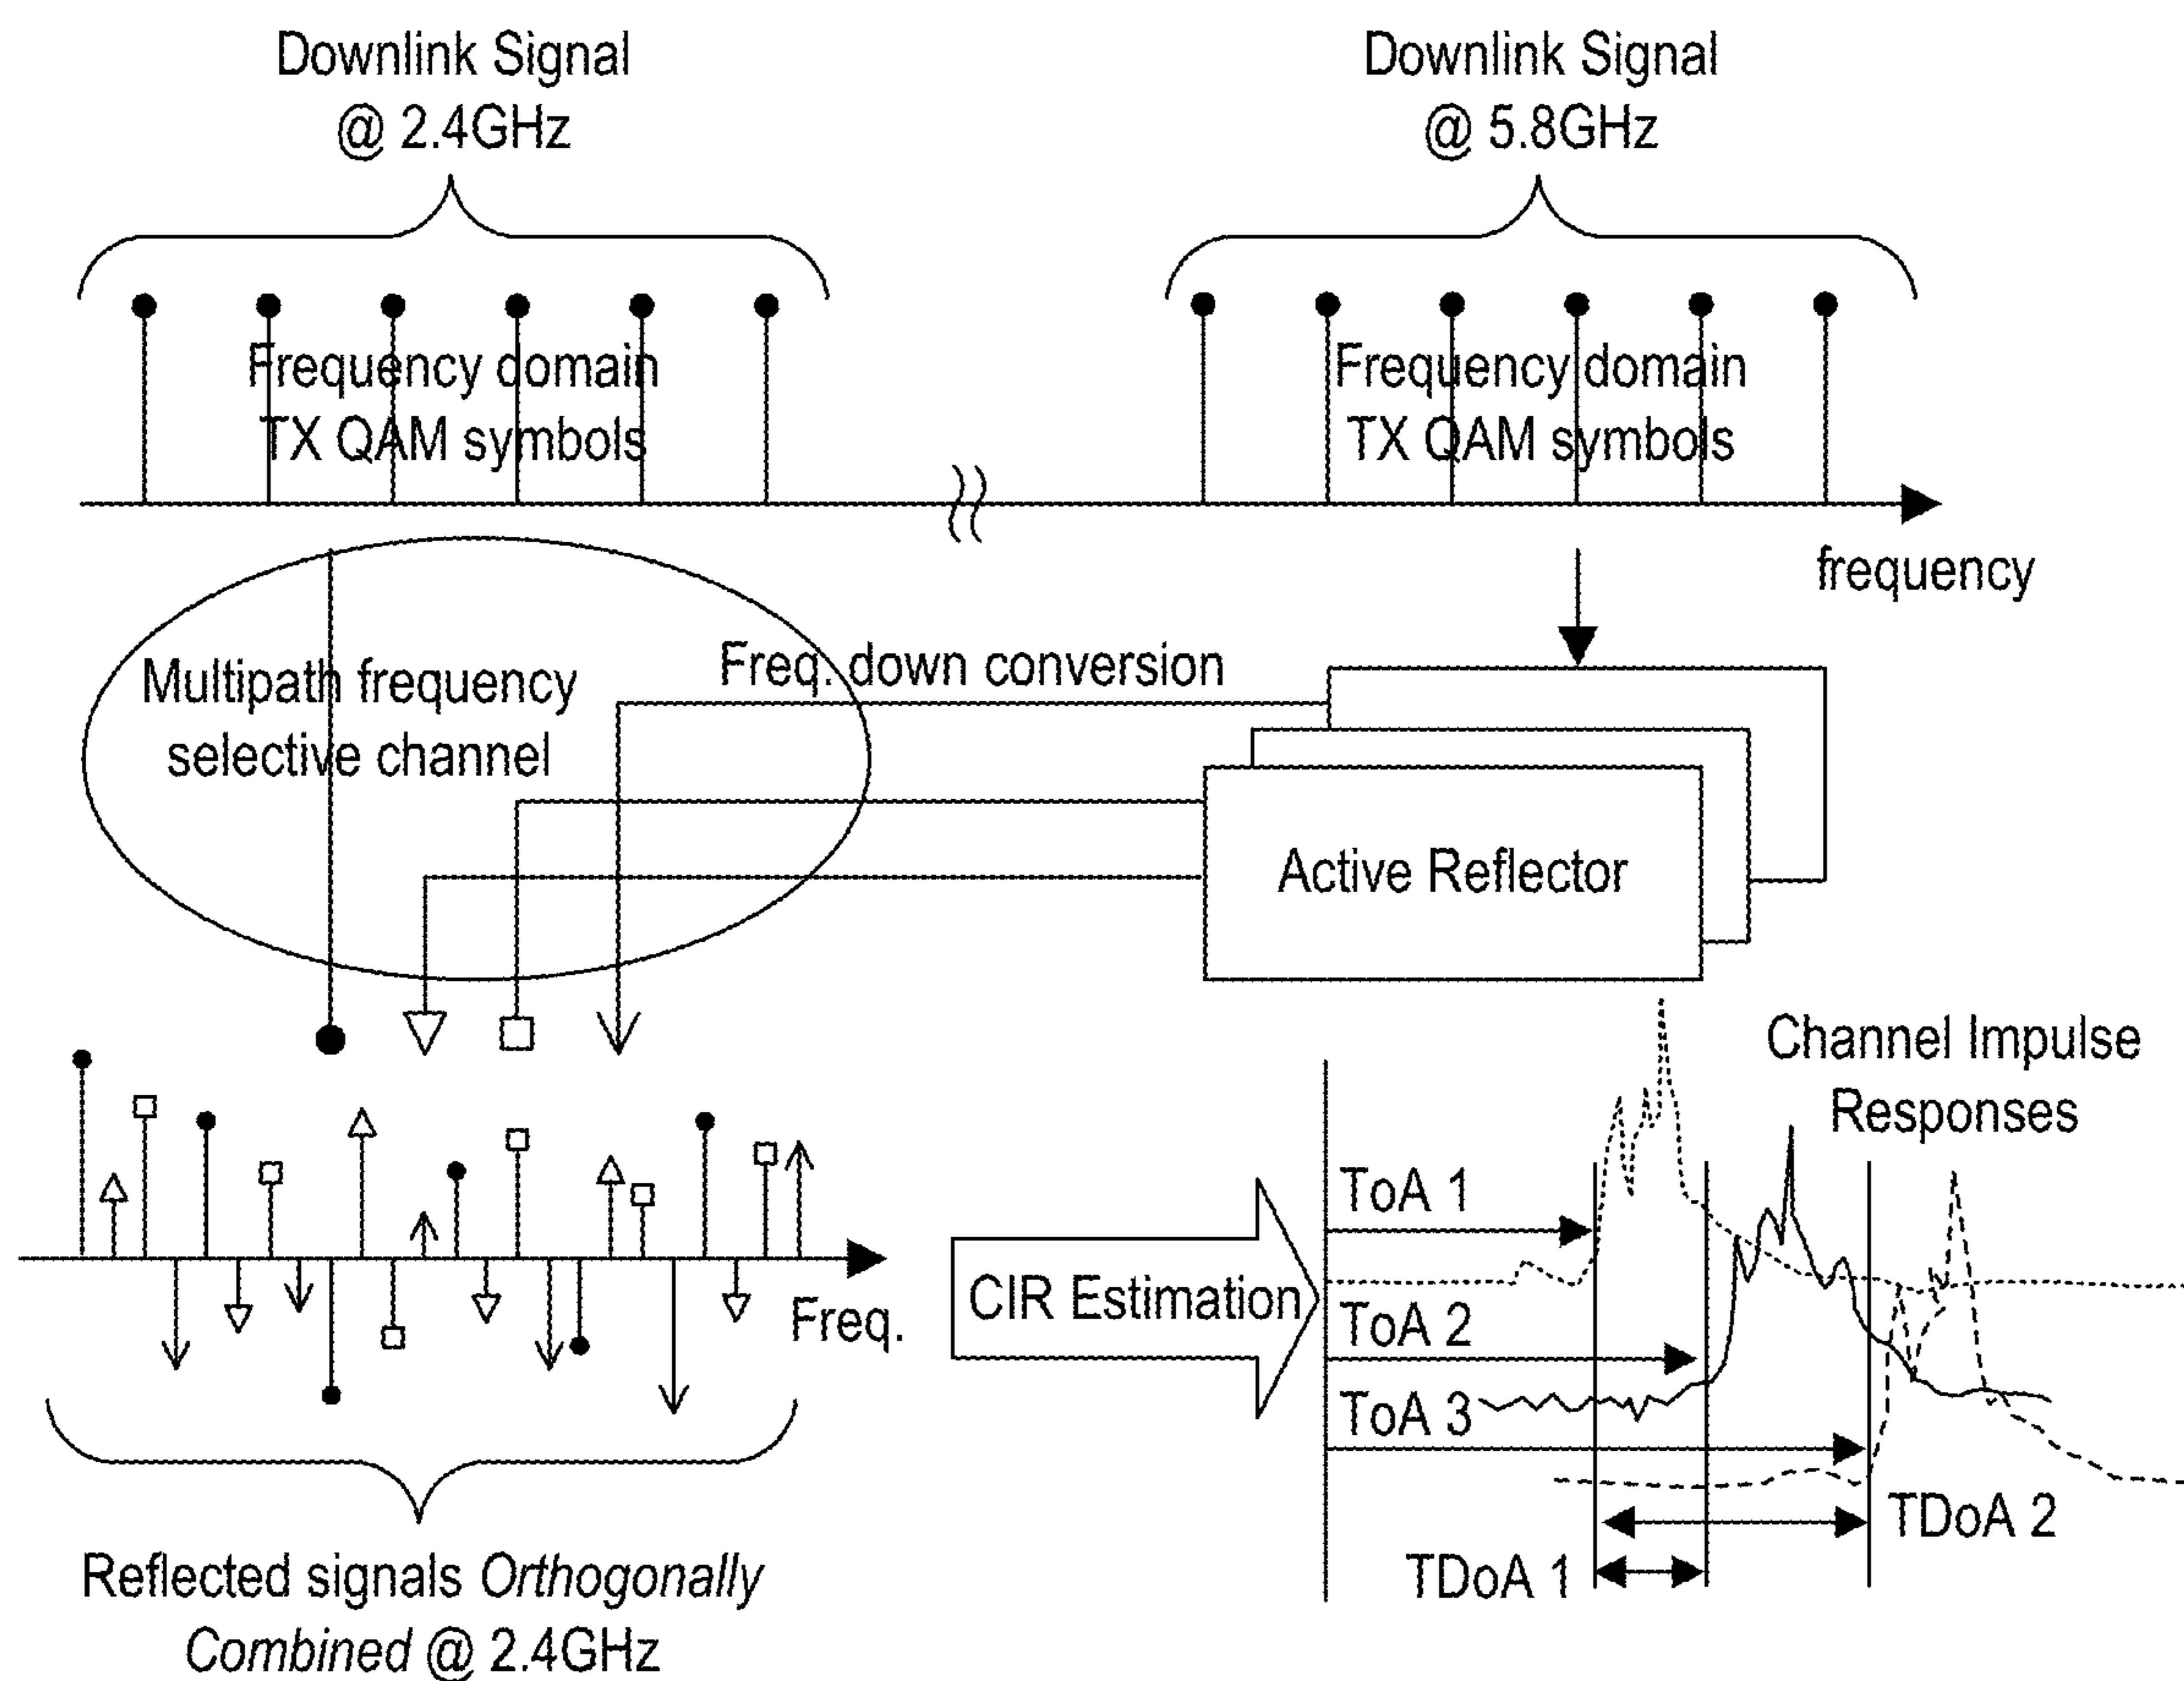 Downlink Signal
@ 2.4GHz
Downlink Signal
@ 5.8GHz
Frequency domain
TX QAM symbols
Frequency domain
TX QAM symbols
frequency
Multipath frequency
selective channel
Freq. down conversion
Active Reflector
Freq.
Reflected signals Orthogonally
Combined @ 2.4GHz
CIR Estimation
Channel Impulse
Responses
ToA 1
ToA 2
ToA 3
TDoA 2
TDoA 1